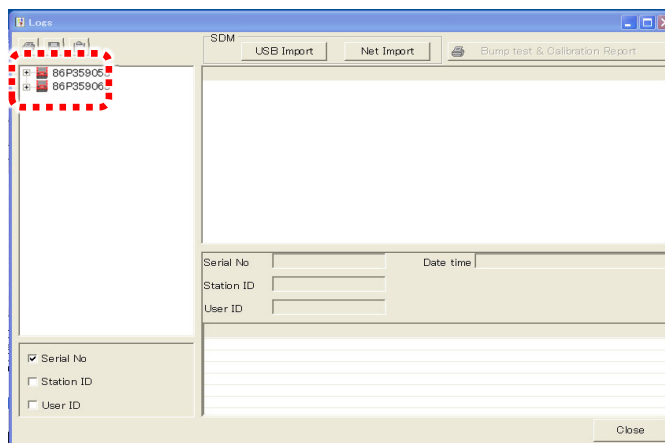 Logs
SDM
USB Import
Net Import
Bump test & Calibration Report
86P35905
86P35906
Serial No
Date time
Station ID
User ID
Serial No
Station ID
User ID
Close